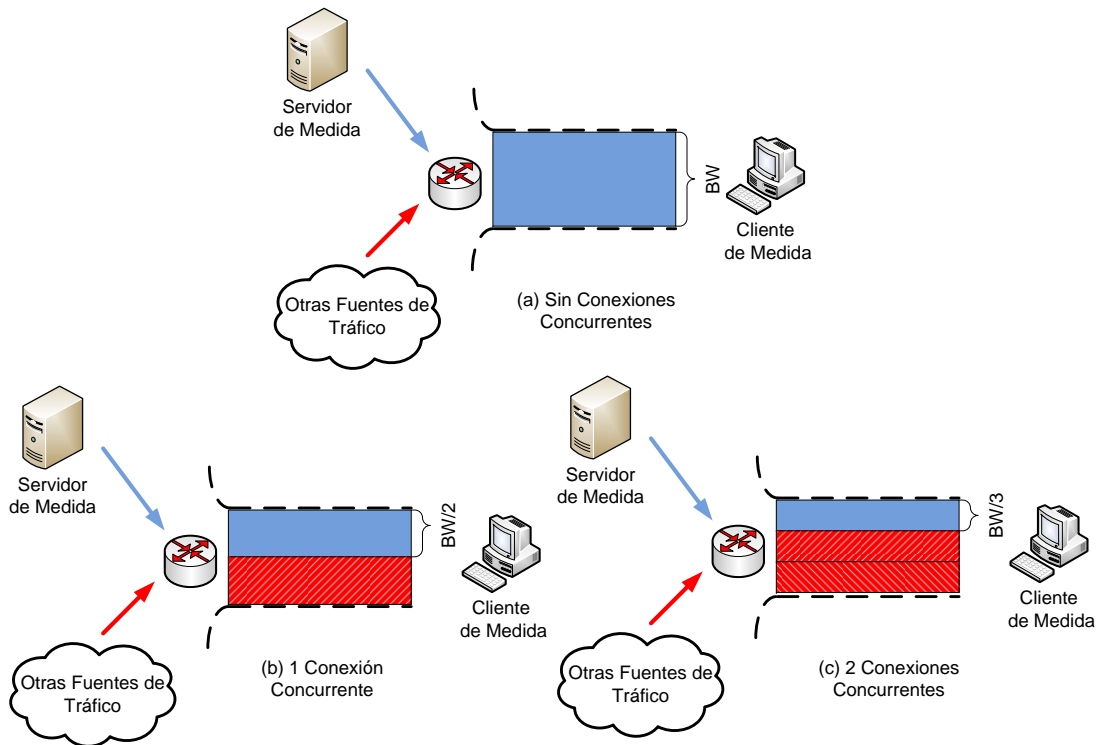 Servidor
de Medida
BW
Cliente
de Medida
Otras Fuentes de
Tráfico
(a) Sin Conexiones
Concurrentes
Servidor
de Medida
BW/2
Cliente
de Medida
Otras Fuentes de
Tráfico
(b) 1 Conexión
Concurrente
Servidor
de Medida
BW/3
Cliente
de Medida
Otras Fuentes de
Tráfico
(c) 2 Conexiones
Concurrentes